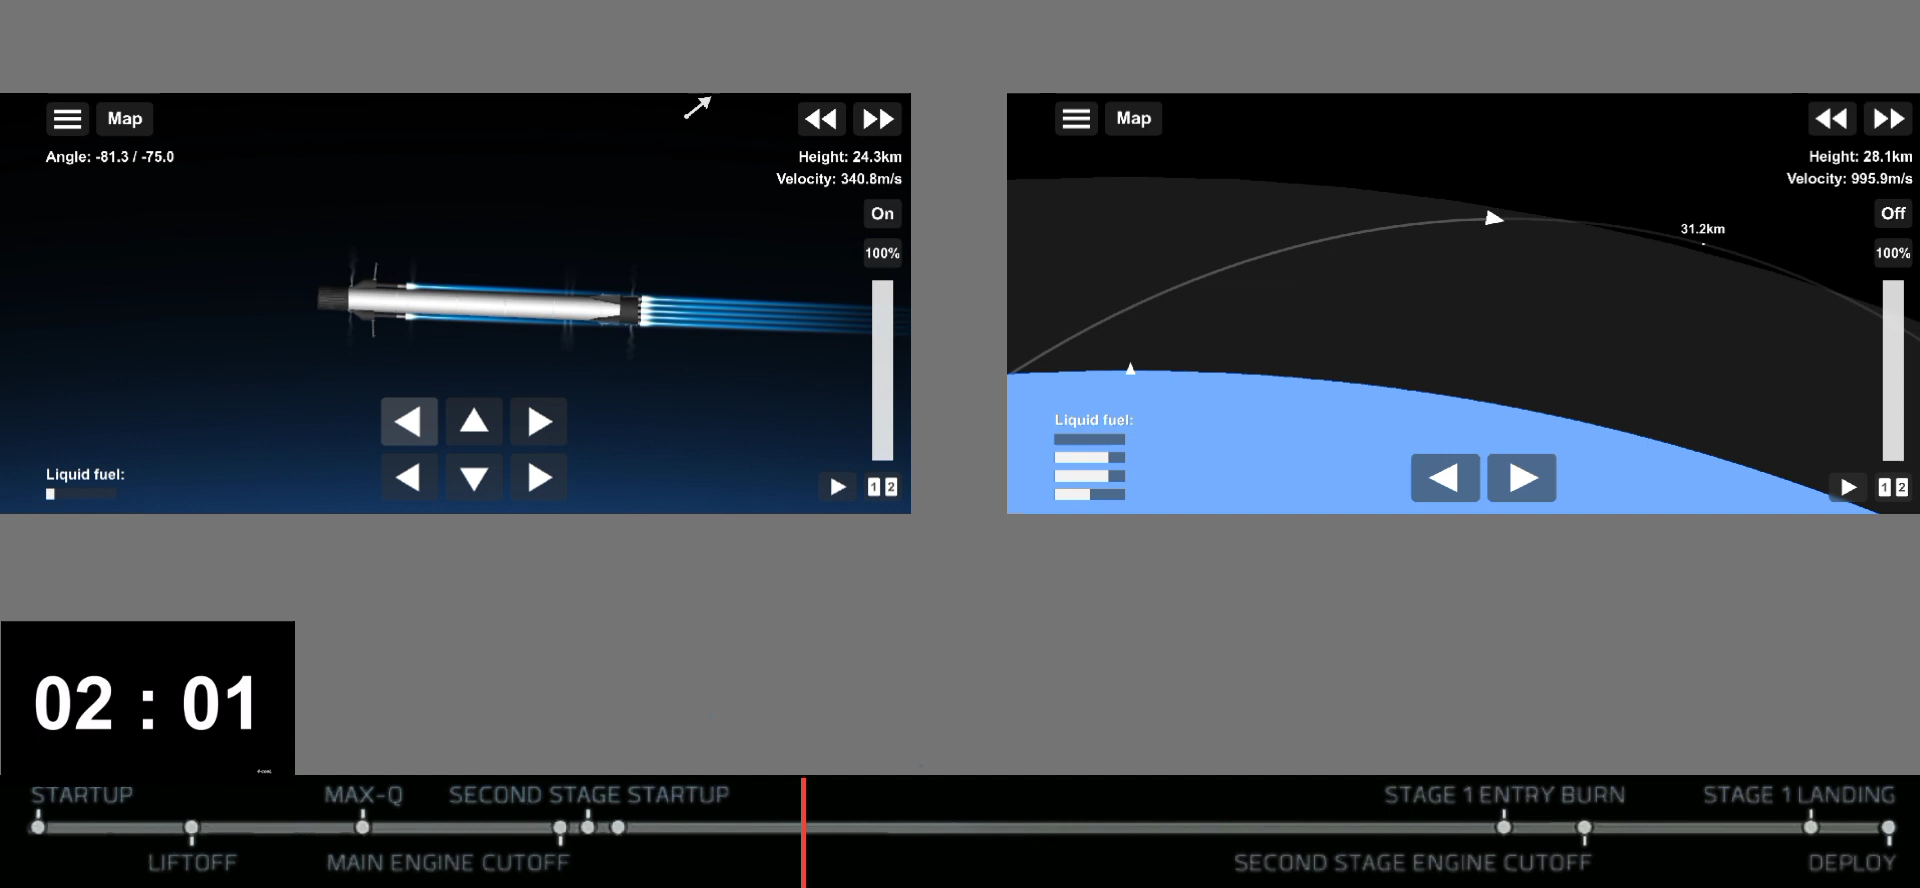 Map
Angle: -81.3 / -75.0
Height: 24.3km
Velocity: 340.8m/s
On
100%
Liquid fuel:
1 2
Map
Height: 28.1km
Velocity: 995.9m/s
Off
100%
31.2km
Liquid fuel:
1 2
02 : 01
STARTUP
MAX-Q
SECOND STAGE STARTUP
STAGE 1 ENTRY BURN
STAGE 1 LANDING
LIFTOFF
MAIN ENGINE CUTOFF
SECOND STAGE ENGINE CUTOFF
DEPLOY